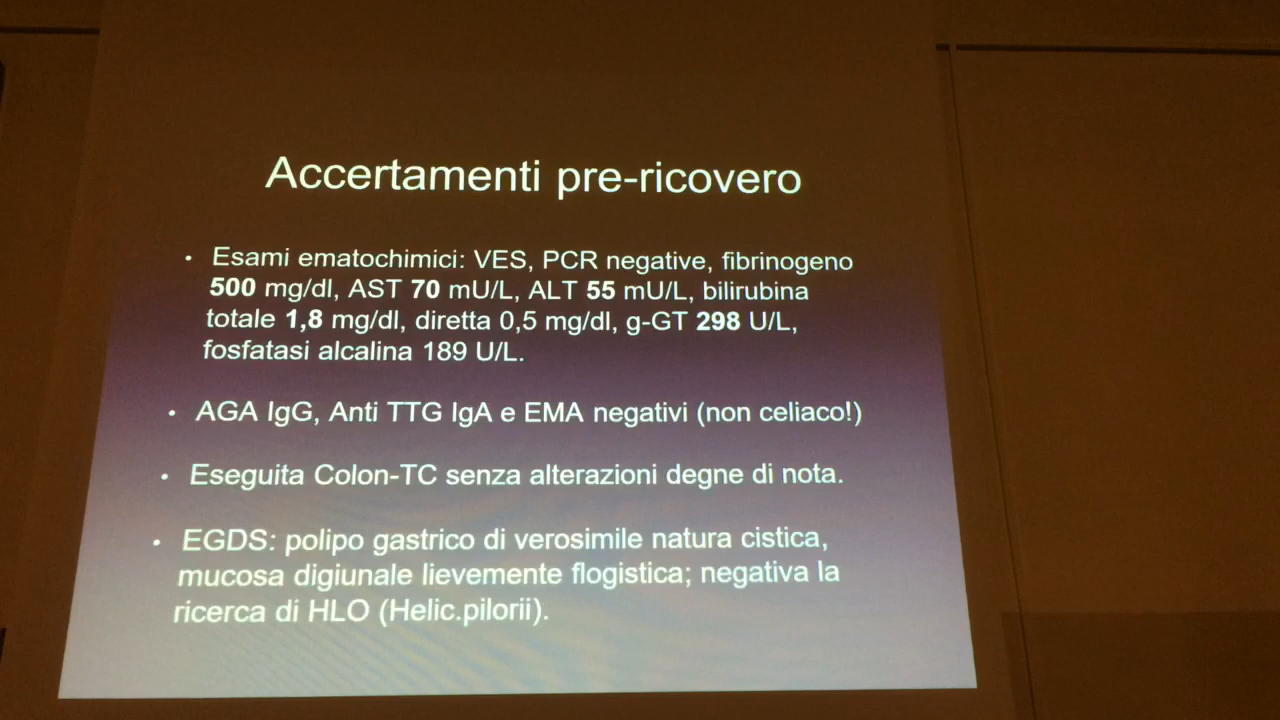 Accertamenti pre-ricovero
• Esami ematochimici: VES, PCR negative, fibrinogeno
500 mg/dl, AST 70 mU/L, ALT 55 mU/L, bilirubina
totale 1,8 mg/dl, diretta 0,5 mg/dl, g-GT 298 U/L,
fosfatasi alcalina 189 U/L.
• AGA IgG, Anti TTG IgA e EMA negativi (non celiaco!)
• Eseguita Colon-TC senza alterazioni degne di nota.
• EGDS: polipo gastrico di verosimile natura cistica,
mucosa digiunale lievemente flogistica; negativa la
ricerca di HLO (Helic.pilorii).